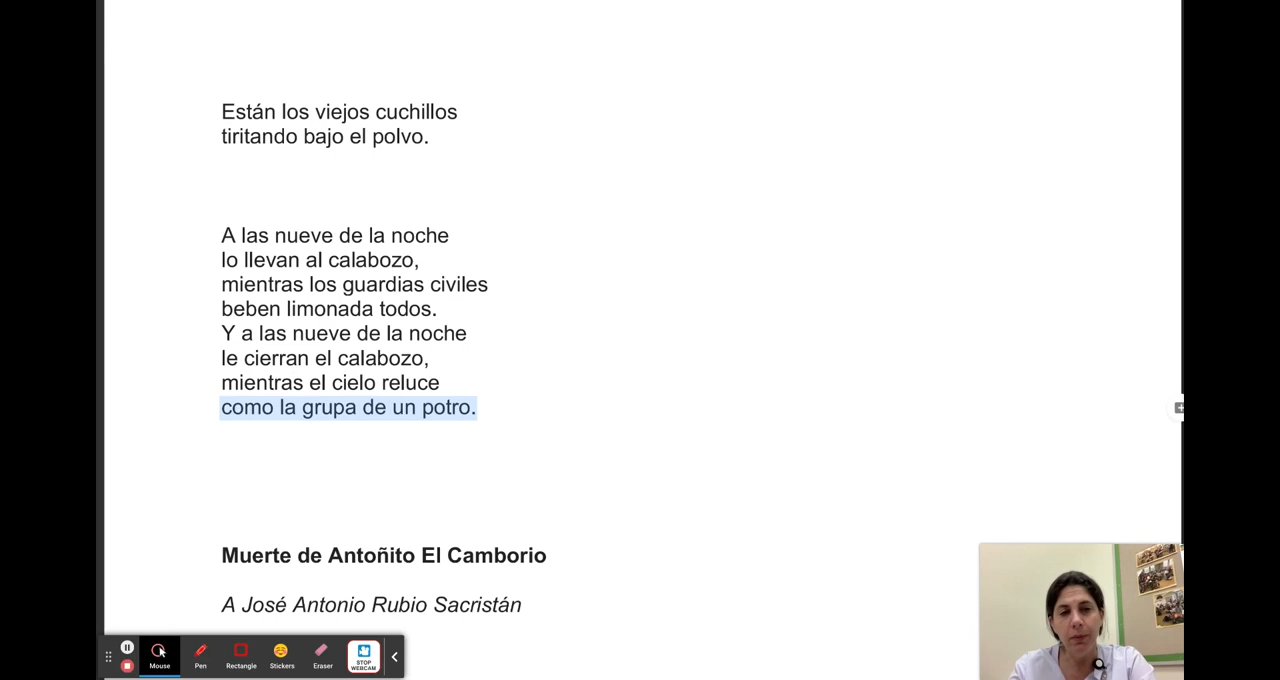 Están los viejos cuchillos
tiritando bajo el polvo.
A las nueve de la noche
lo llevan al calabozo,
mientras los guardias civiles
beben limonada todos.
Y a las nueve de la noche
le cierran el calabozo,
mientras el cielo reluce
como la grupa de un potro.
Muerte de Antoñito El Camborio
A José Antonio Rubio Sacristán
Mouse
Pen
Rectangle
Stickers
Eraser
STOP
WEBCAM